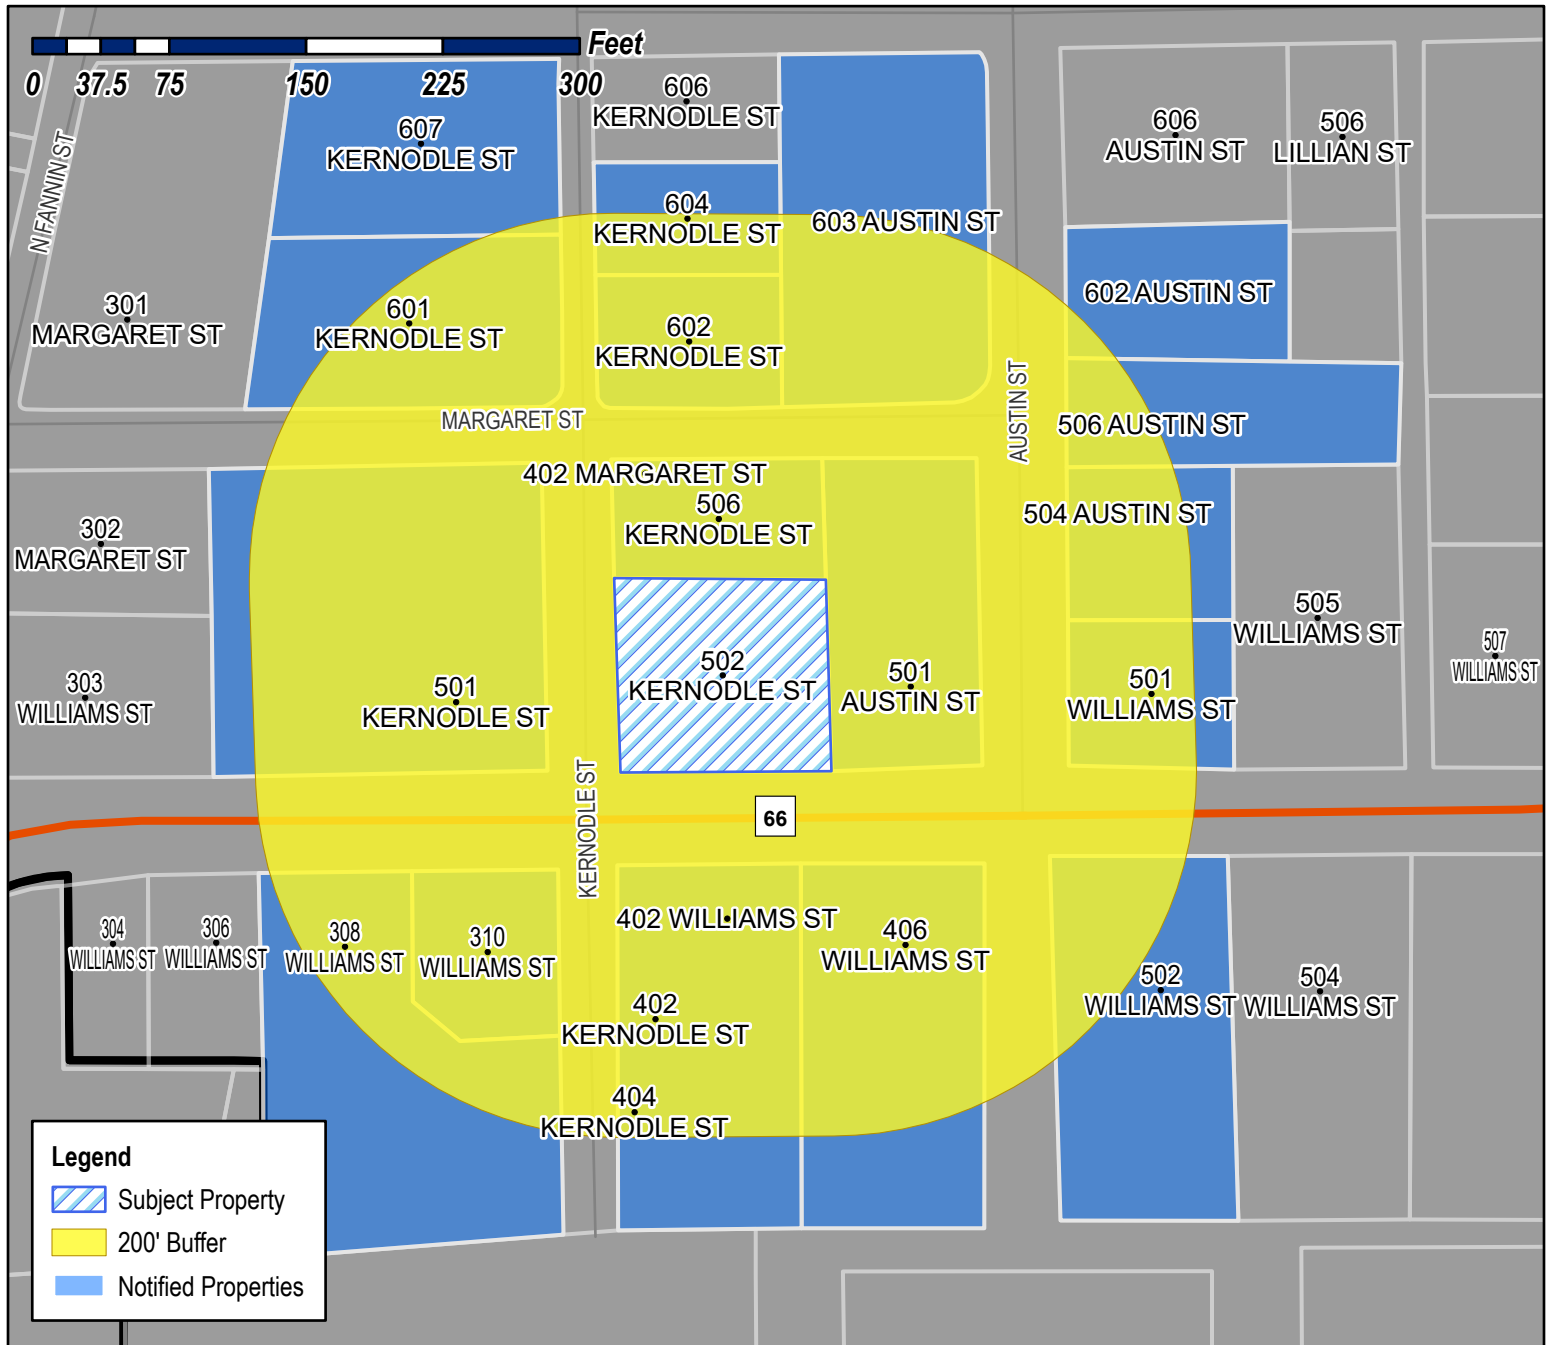 Feet
0 37.5 75 150 225 300
606
KERNODLE ST
607
KERNODLE ST
606
AUSTIN ST
506
LILLIAN ST
N FANNIN ST
604
KERNODLE ST
603 AUSTIN ST
602 AUSTIN ST
301
MARGARET ST
601
KERNODLE ST
602
KERNODLE ST
MARGARET ST
AUSTIN ST
506 AUSTIN ST
402 MARGARET ST
506
KERNODLE ST
504 AUSTIN ST
302
MARGARET ST
505
WILLIAMS ST
507
WILLIAMS ST
303
WILLIAMS ST
501
KERNODLE ST
502
KERNODLE ST
501
AUSTIN ST
501
WILLIAMS ST
KERNODLE ST
66
304
WILLIAMS ST
306
WILLIAMS ST
308
WILLIAMS ST
310
WILLIAMS ST
402 WILLIAMS ST
406
WILLIAMS ST
502
WILLIAMS ST
504
WILLIAMS ST
402
KERNODLE ST
404
KERNODLE ST
Legend
Subject Property
200' Buffer
Notified Properties